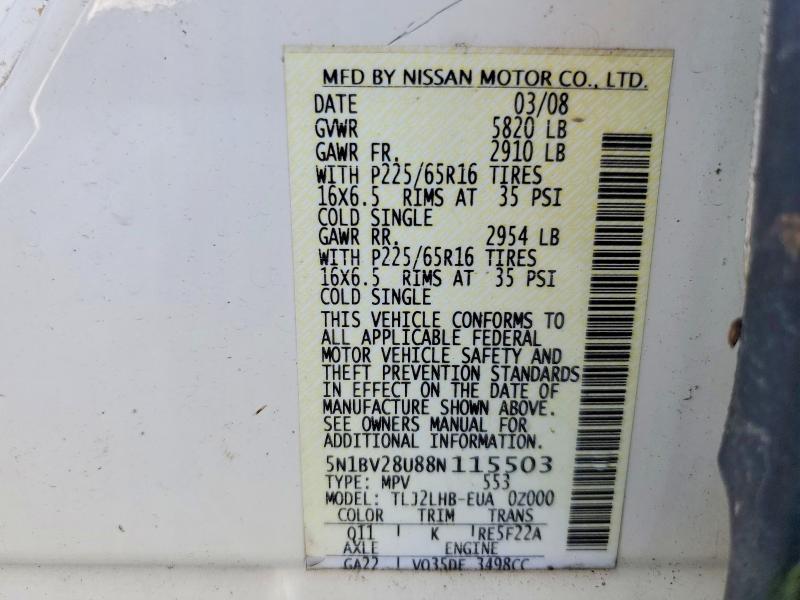 MFD BY NISSAN MOTOR CO., LTD.
DATE 03/08
GVWR 5820 LB
GAWR FR. 2910 LB
WITH P225/65R16 TIRES
16X6.5 RIMS AT 35 PSI
COLD SINGLE
GAWR RR. 2954 LB
WITH P225/65R16 TIRES
16X6.5 RIMS AT 35 PSI
COLD SINGLE
THIS VEHICLE CONFORMS TO
ALL APPLICABLE FEDERAL
MOTOR VEHICLE SAFETY AND
THEFT PREVENTION STANDARDS
IN EFFECT ON THE DATE OF
MANUFACTURE SHOWN ABOVE.
SEE OWNERS MANUAL FOR
ADDITIONAL INFORMATION.
5N1BV28U88N115503
TYPE: MPV 553
MODEL: TLJ2LHB-EUA 0Z000
COLOR TRIM TRANS
Q11 K RE5F22A
AXLE ENGINE
GA22 VQ35DE 3498CC